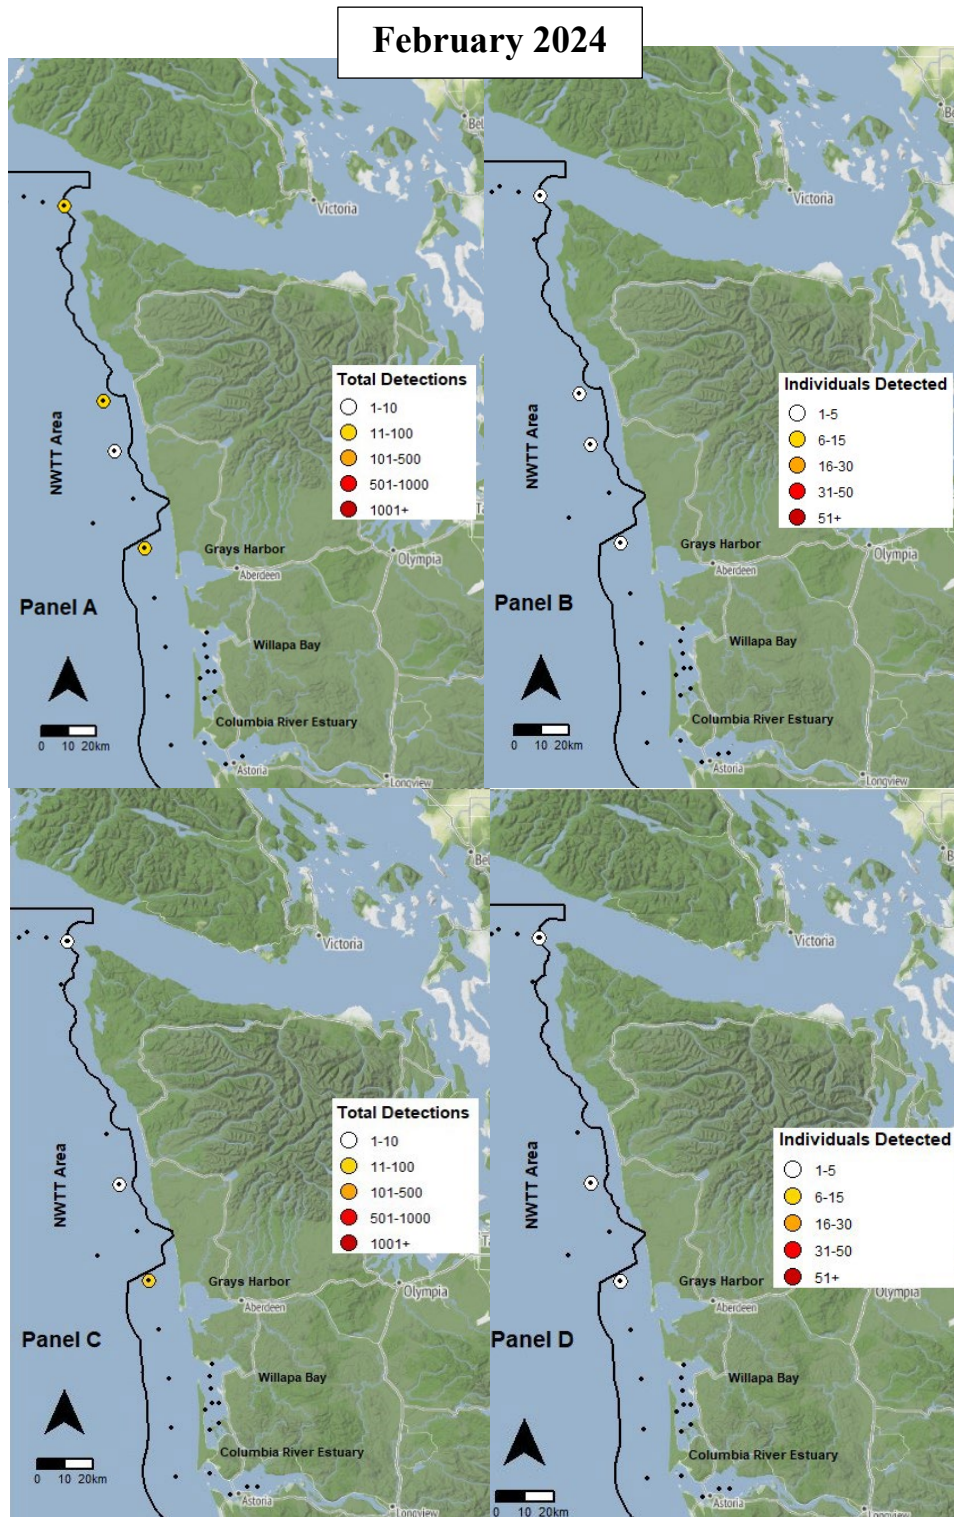 February 2024
Bel
Victoria
NWTT Area
Total Detections
1-10
11-100
101-500
501-1000
1001+
Grays Harbor
Aberdeen
Olympia
Panel A
Willapa Bay
Columbia River Estuary
0 10 20km
Astoria
Longview
Victoria
NWTT Area
Individuals Detected
1-5
6-15
16-30
31-50
51+
Grays Harbor
Aberdeen
Olympia
Panel B
Willapa Bay
Columbia River Estuary
0 10 20km
Astoria
Longview
Bel
Victoria
NWTT Area
Total Detections
1-10
11-100
101-500
501-1000
1001+
Grays Harbor
Aberdeen
Olympia
Panel C
Willapa Bay
Columbia River Estuary
0 10 20km
Astoria
Longview
Victoria
NWTT Area
Individuals Detected
1-5
6-15
16-30
31-50
51+
Grays Harbor
Aberdeen
Olympia
Panel D
Willapa Bay
Columbia River Estuary
0 10 20km
Astoria
Longview